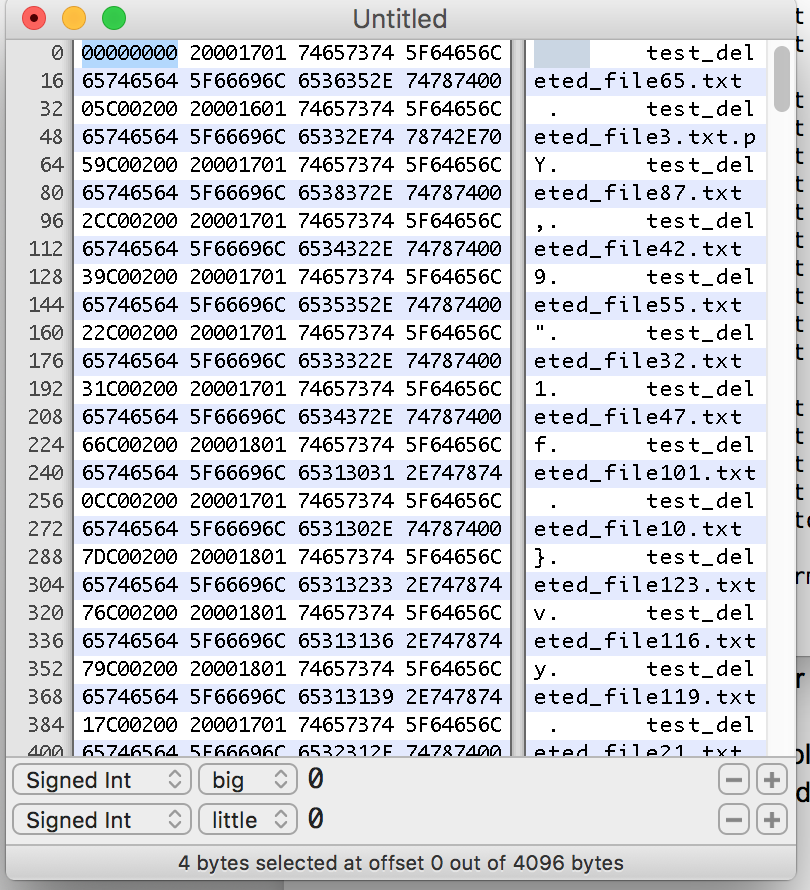 Untitled
0 00000000 20001701 74657374 5F64656C test_del
16 65746564 5F66696C 6536352E 74787400 eted_file65.txt
32 05C00200 20001601 74657374 5F64656C . test_del
48 65746564 5F66696C 65332E74 78742E70 eted_file3.txt.p
64 59C00200 20001701 74657374 5F64656C Y. test_del
80 65746564 5F66696C 6538372E 74787400 eted_file87.txt
96 2CC00200 20001701 74657374 5F64656C ,. test_del
112 65746564 5F66696C 6534322E 74787400 eted_file42.txt
128 39C00200 20001701 74657374 5F64656C 9. test_del
144 65746564 5F66696C 6535352E 74787400 eted_file55.txt
160 22C00200 20001701 74657374 5F64656C ". test_del
176 65746564 5F66696C 6533322E 74787400 eted_file32.txt
192 31C00200 20001701 74657374 5F64656C 1. test_del
208 65746564 5F66696C 6534372E 74787400 eted_file47.txt
224 66C00200 20001801 74657374 5F64656C f. test_del
240 65746564 5F66696C 65313031 2E747874 eted_file101.txt
256 0CC00200 20001701 74657374 5F64656C . test_del
272 65746564 5F66696C 6531302E 74787400 eted_file10.txt
288 7DC00200 20001801 74657374 5F64656C }. test_del
304 65746564 5F66696C 65313233 2E747874 eted_file123.txt
320 76C00200 20001801 74657374 5F64656C v. test_del
336 65746564 5F66696C 65313136 2E747874 eted_file116.txt
352 79C00200 20001801 74657374 5F64656C y. test_del
368 65746564 5F66696C 65313139 2E747874 eted_file119.txt
384 17C00200 20001701 74657374 5F64656C . test_del
400 65746564 5F66696C 6532312E 74787400 eted_file21.txt
Signed Int big 0
Signed Int little 0
4 bytes selected at offset 0 out of 4096 bytes